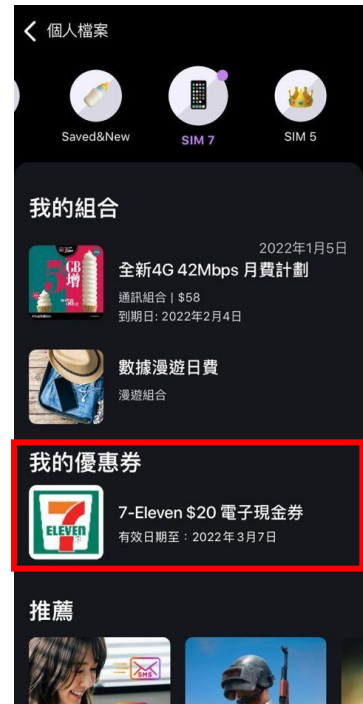 個人檔案
Saved&New
SIM 7
SIM 5
我的組合
2022年1月5日
全新4G 42Mbps 月費計劃
通訊組合 | $58
到期日: 2022年2月4日
5
GB
增
數據漫遊日費
漫遊組合
我的優惠券
7-Eleven $20 電子現金券
有效日期至：2022年3月7日
ELEVEN
推薦
SMS